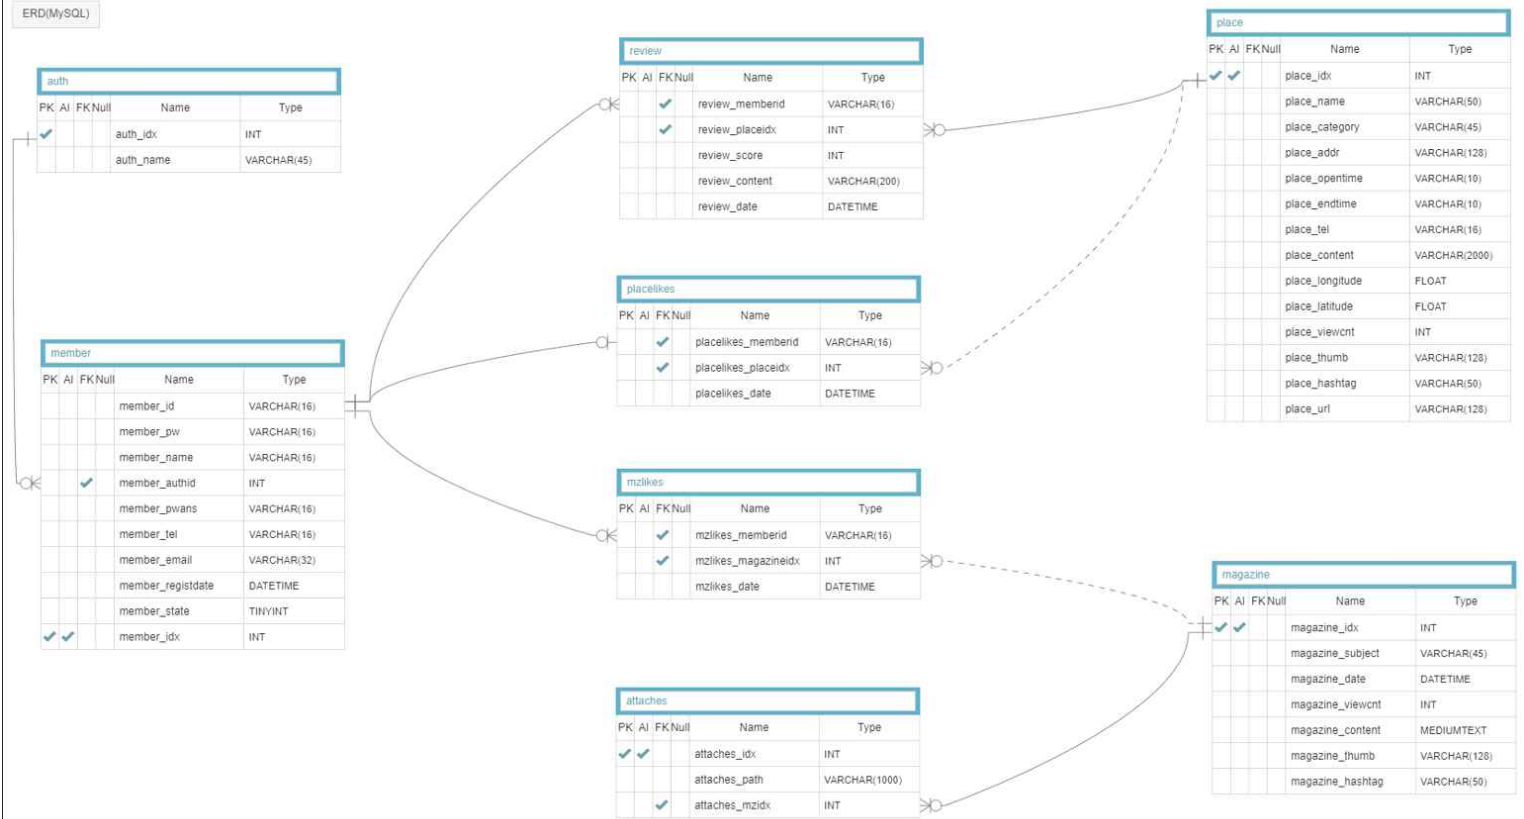 ERD(MySQL)
auth
PK AI FK Null Name Type
auth_idx INT
auth_name VARCHAR(45)
member
PK AI FK Null Name Type
member_id VARCHAR(16)
member_pw VARCHAR(16)
member_name VARCHAR(16)
member_authid INT
member_pwans VARCHAR(16)
member_tel VARCHAR(16)
member_email VARCHAR(32)
member_registdate DATETIME
member_state TINYINT
member_idx INT
review
PK AI FK Null Name Type
review_memberid VARCHAR(16)
review_placeidx INT
review_score INT
review_content VARCHAR(200)
review_date DATETIME
placelikes
PK AI FK Null Name Type
placelikes_memberid VARCHAR(16)
placelikes_placeidx INT
placelikes_date DATETIME
mzlikes
PK AI FK Null Name Type
mzlikes_memberid VARCHAR(16)
mzlikes_magazineidx INT
mzlikes_date DATETIME
attaches
PK AI FK Null Name Type
attaches_idx INT
attaches_path VARCHAR(1000)
attaches_mzidx INT
place
PK AI FK Null Name Type
place_idx INT
place_name VARCHAR(50)
place_category VARCHAR(45)
place_addr VARCHAR(128)
place_opentime VARCHAR(10)
place_endtime VARCHAR(10)
place_tel VARCHAR(16)
place_content VARCHAR(2000)
place_longitude FLOAT
place_latitude FLOAT
place_viewcnt INT
place_thumb VARCHAR(128)
place_hashtag VARCHAR(50)
place_url VARCHAR(128)
magazine
PK AI FK Null Name Type
magazine_idx INT
magazine_subject VARCHAR(45)
magazine_date DATETIME
magazine_viewcnt INT
magazine_content MEDIUMTEXT
magazine_thumb VARCHAR(128)
magazine_hashtag VARCHAR(50)